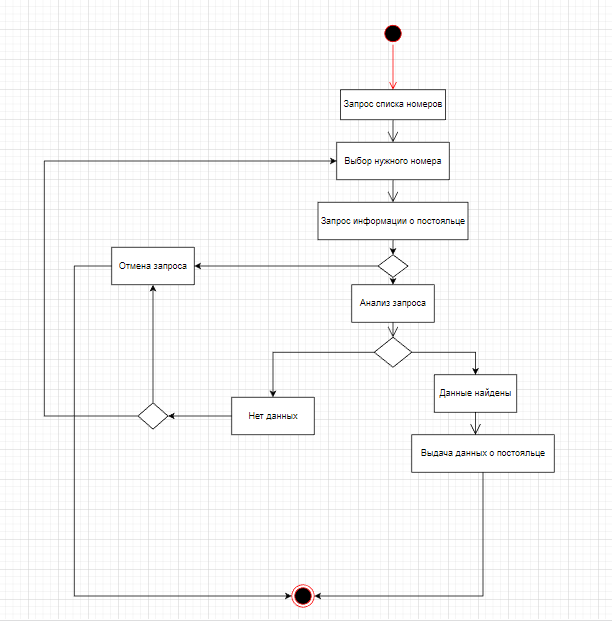 Запрос списка номеров
Выбор нужного номера
Запрос информации о постояльце
Отмена запроса
Анализ запроса
Данные найдены
Нет данных
Выдача данных о постояльце